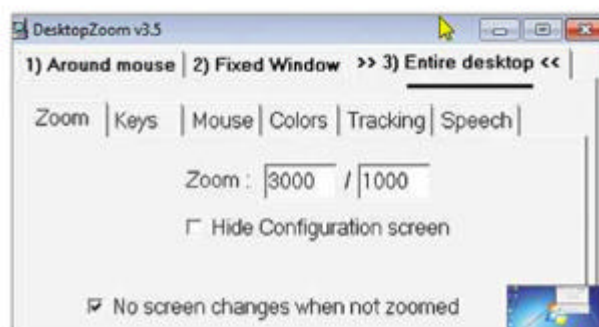 DesktopZoom v3.5
1) Around mouse 2) Fixed Window >> 3) Entire desktop <<
Zoom Keys Mouse Colors Tracking Speech
Zoom : 3000 / 1000
Hide Configuration screen
No screen changes when not zoomed